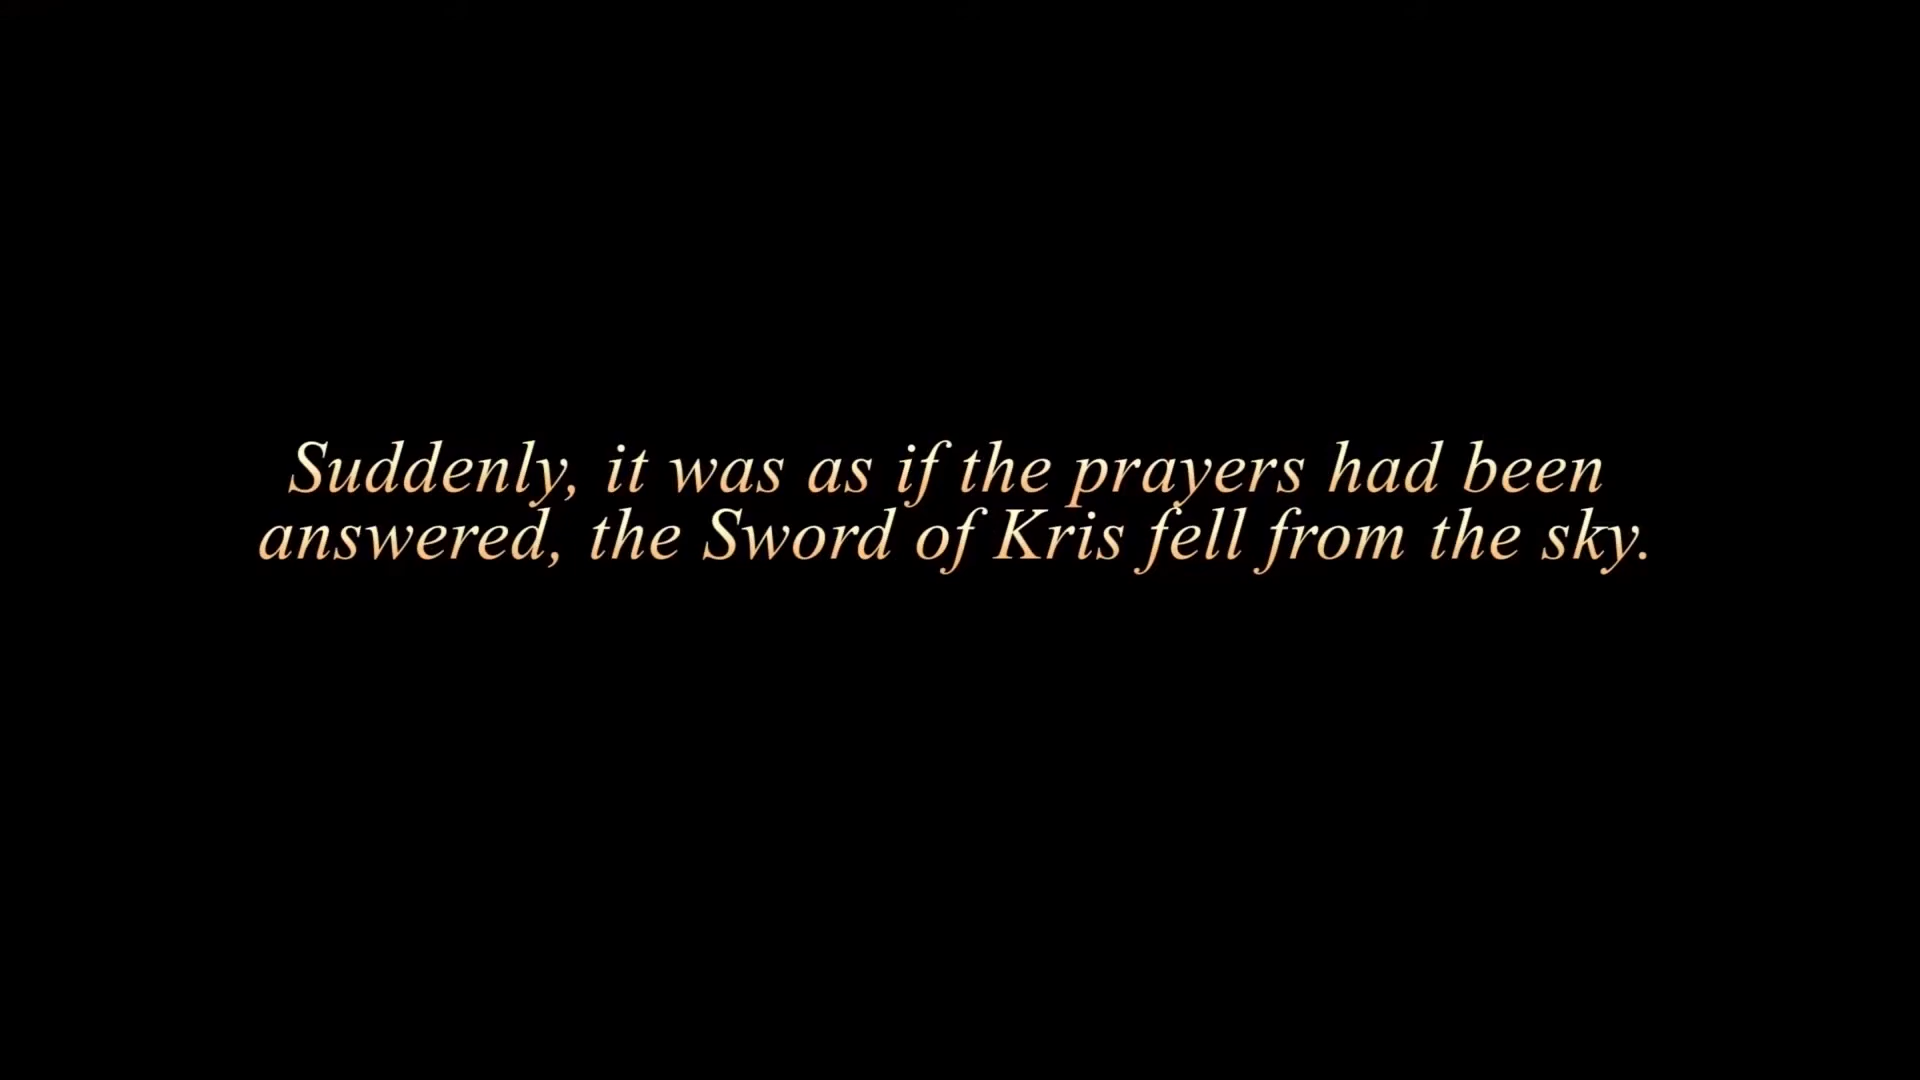 Suddenly, it was as if the prayers had been
answered, the Sword of Kris fell from the sky.